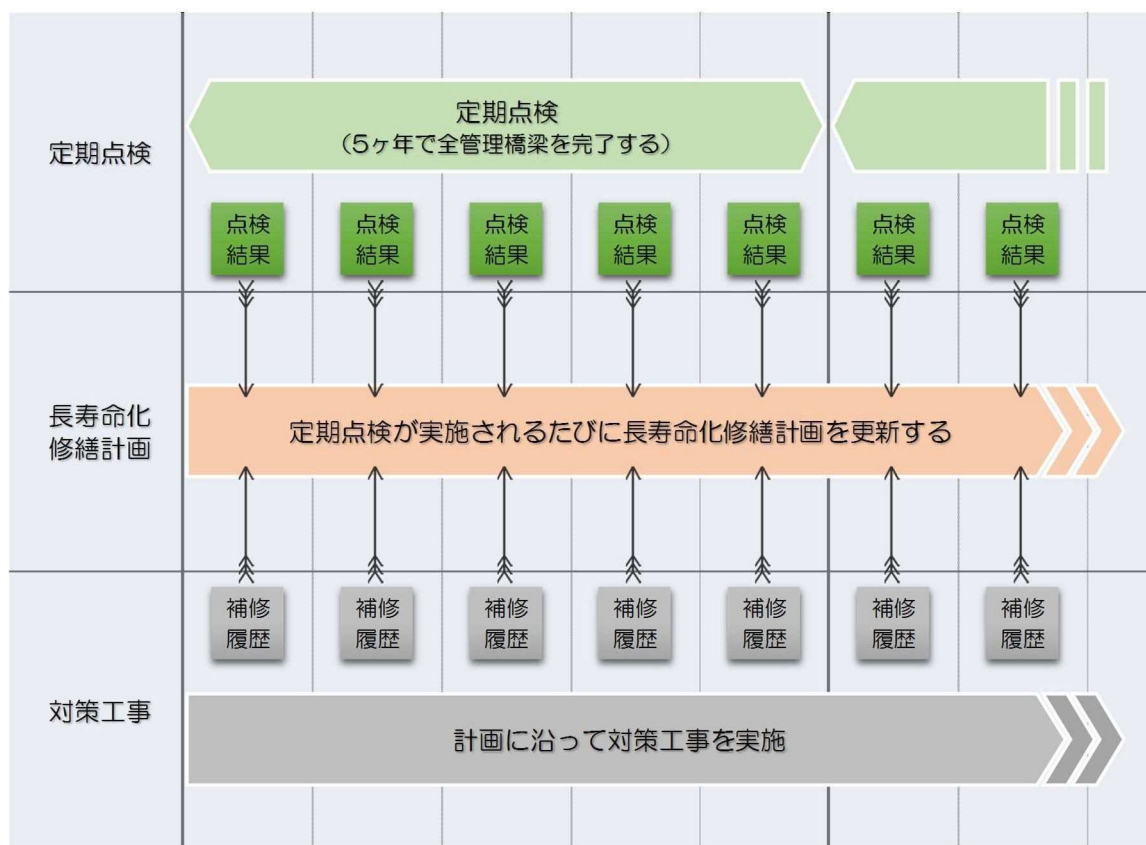 定期点検
定期点検
（5ヶ年で全管理橋梁を完了する）
点検
結果
点検
結果
点検
結果
点検
結果
点検
結果
点検
結果
点検
結果
長寿命化
修繕計画
定期点検が実施されるたびに長寿命化修繕計画を更新する
補修
履歴
補修
履歴
補修
履歴
補修
履歴
補修
履歴
補修
履歴
補修
履歴
対策工事
計画に沿って対策工事を実施